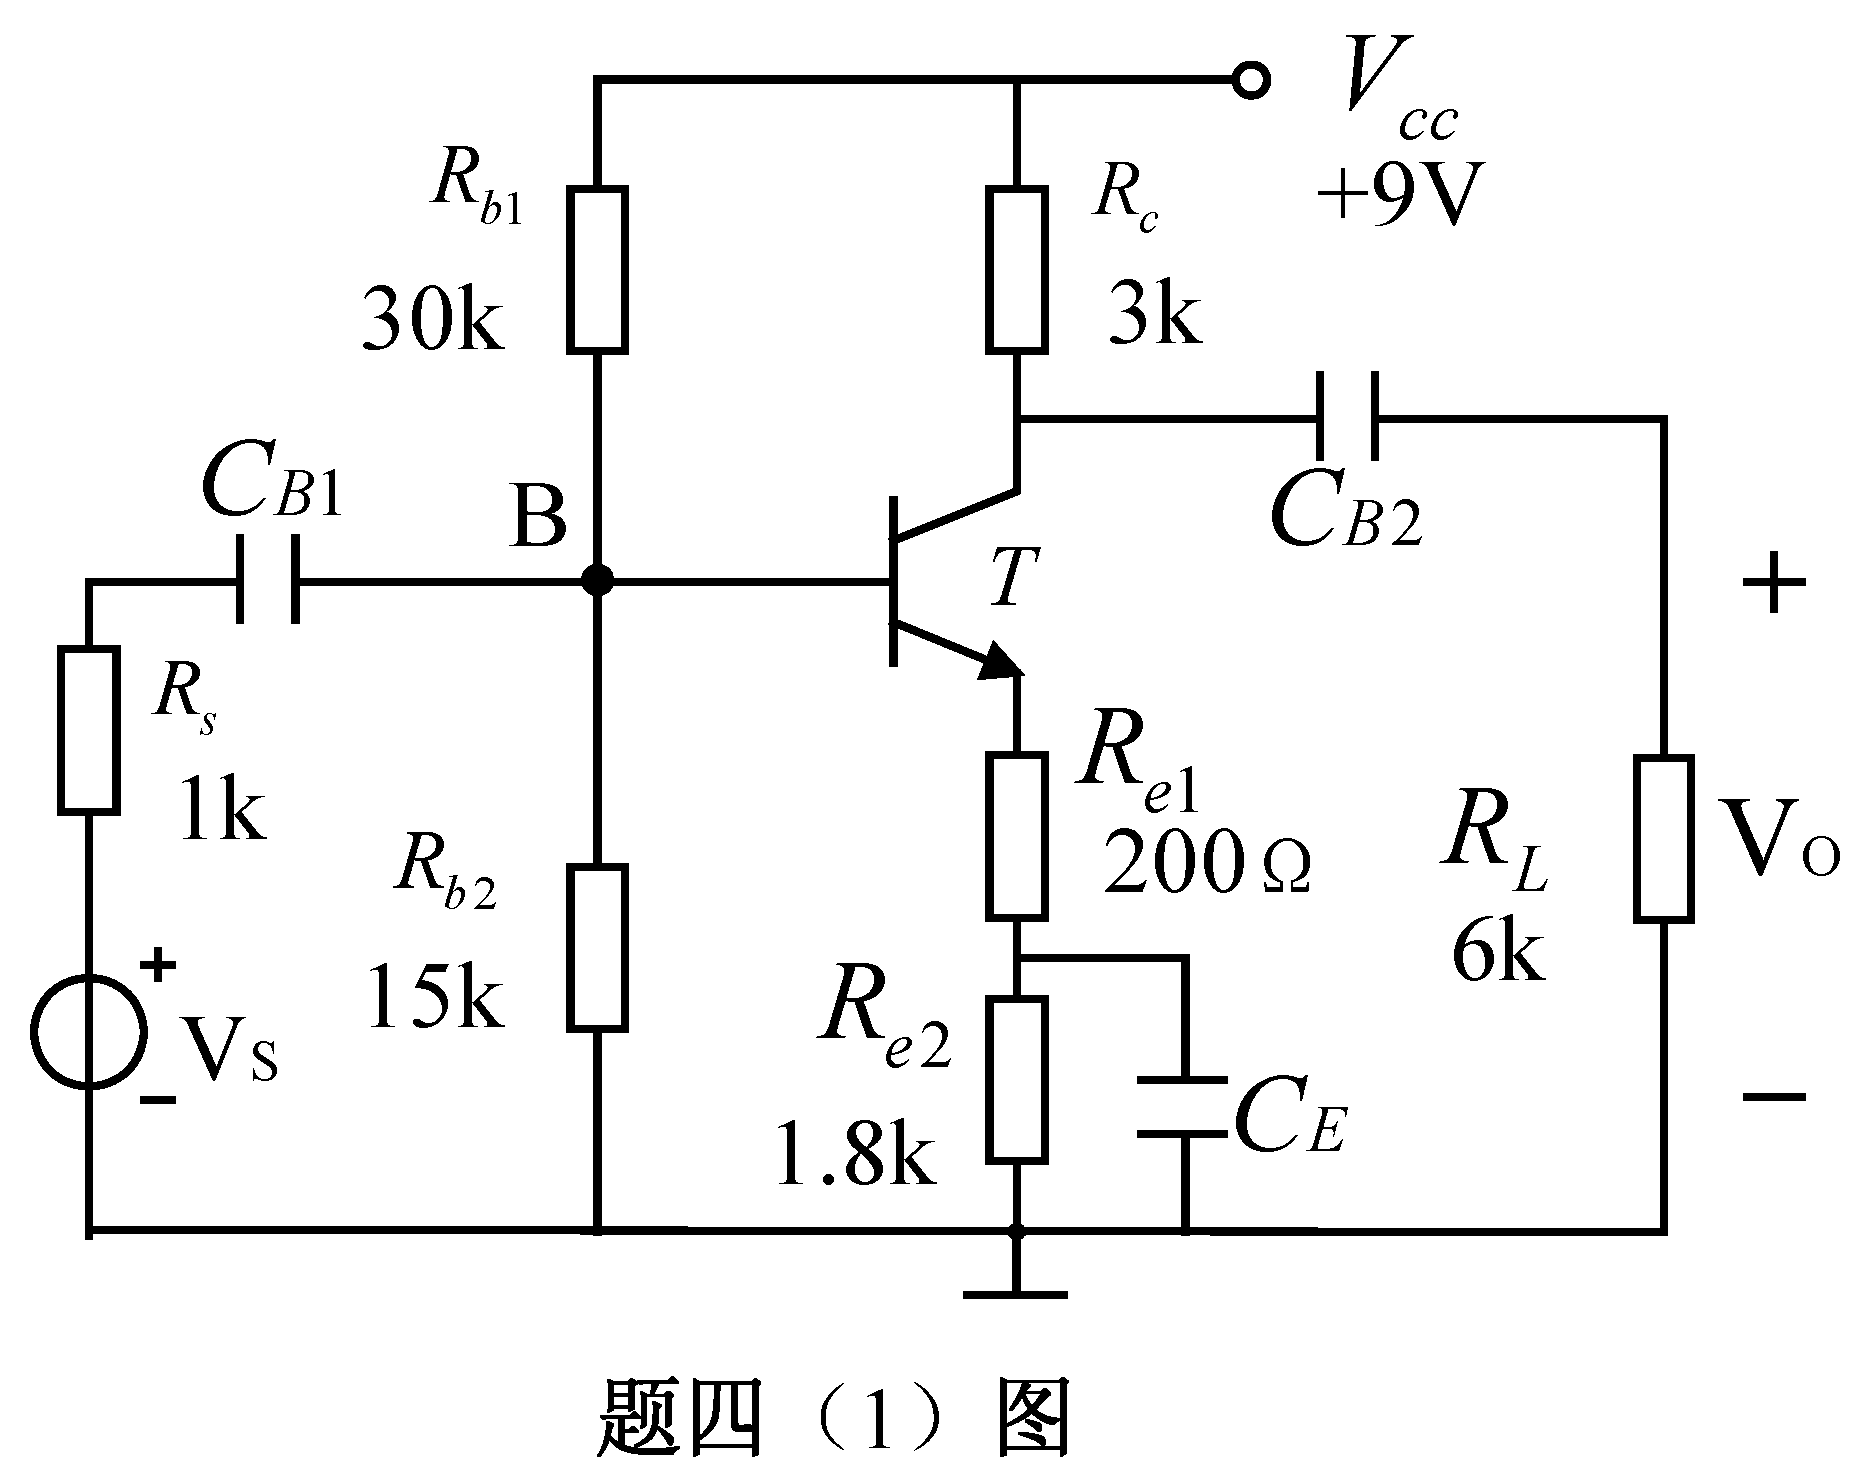 Vcc
+9V
Rb1
30k
Rc
3k
CB1
B
CB2
T
+
Rs
1k
Re1
200Ω
Rb2
15k
RL
6k
VO
+
VS
−
Re2
1.8k
CE
−
题四（1）图